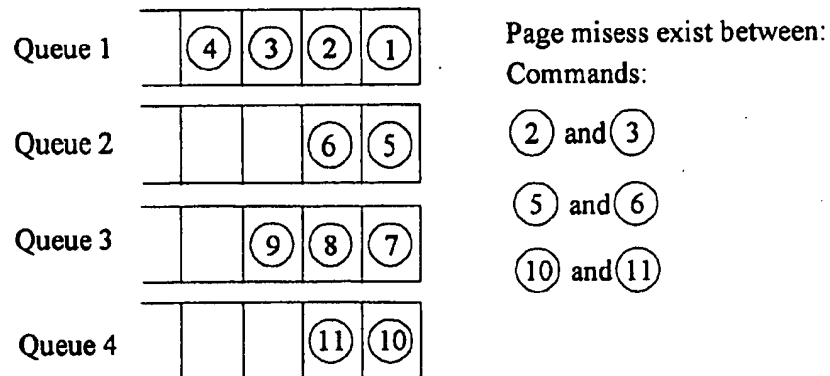 Queue 1 ④ ③ ② ①
Queue 2 ⑥ ⑤
Queue 3 ⑨ ⑧ ⑦
Queue 4 ⑪ ⑩
Page misess exist between:
Commands:
② and ③
⑤ and ⑥
⑩ and ⑪